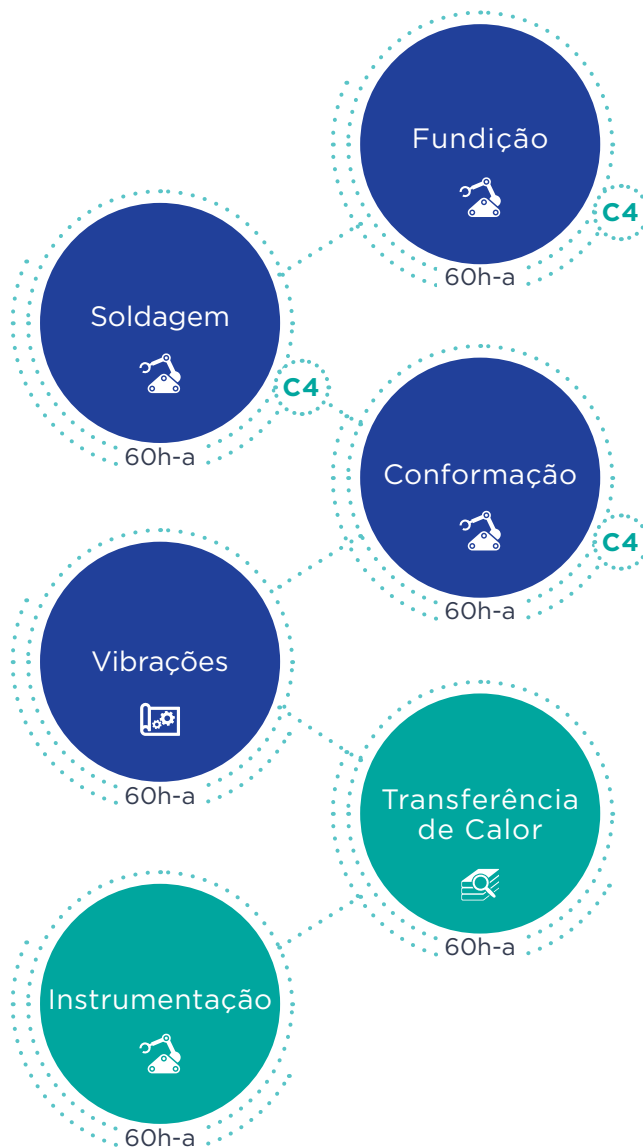 Fundição
C4
60h-a
Soldagem
C4
60h-a
Conformação
C4
60h-a
Vibrações
60h-a
Transferência
de Calor
60h-a
Instrumentação
60h-a